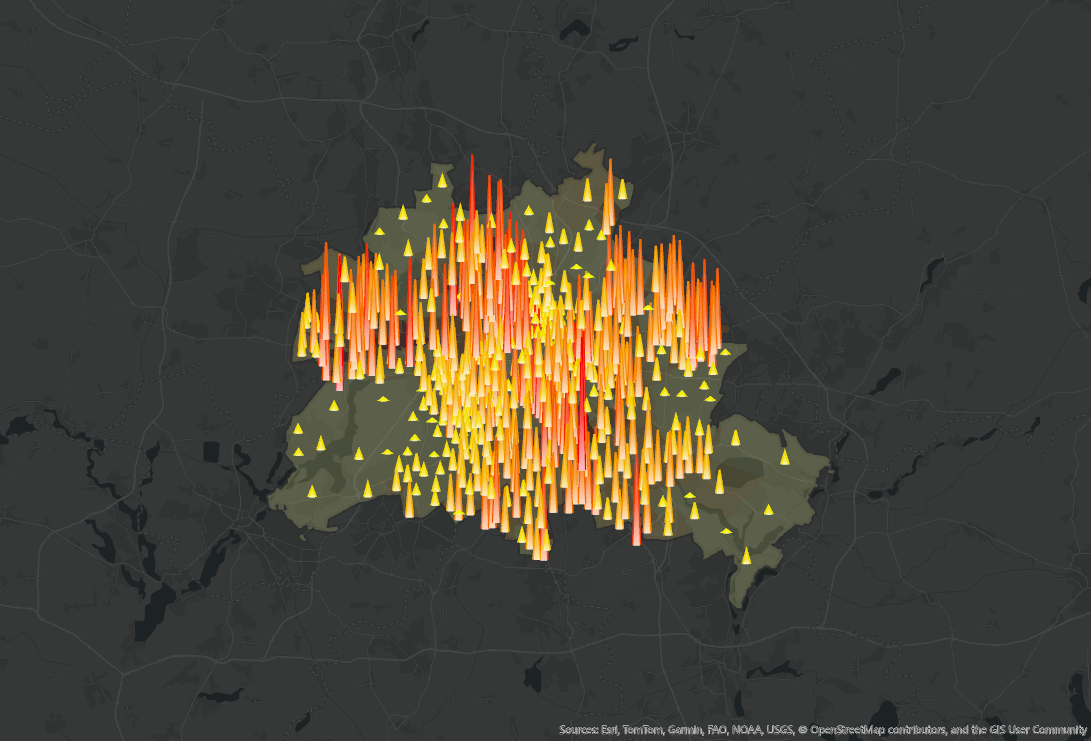 Sources: Esri, TomTom, Garmin, FAO, NOAA, USGS, © OpenStreetMap contributors, and the GIS User Community